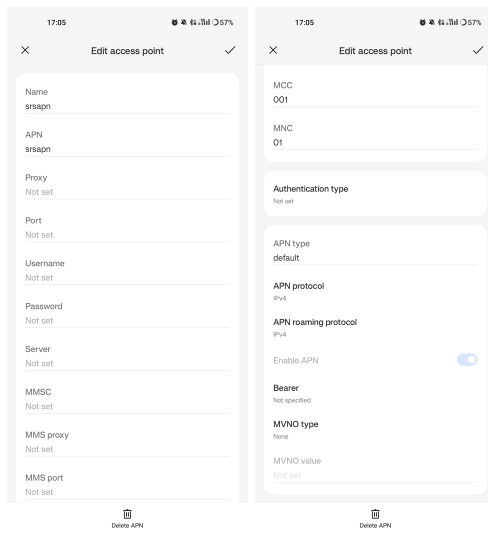 17:05
57%
Edit access point
Name
srsapn
APN
srsapn
Proxy
Not set
Port
Not set
Username
Not set
Password
Not set
Server
Not set
MMSC
Not set
MMS proxy
Not set
MMS port
Not set
Delete APN
17:05
57%
Edit access point
MCC
001
MNC
01
Authentication type
Not set
APN type
default
APN protocol
IPv4
APN roaming protocol
IPv4
Enable APN
Bearer
Not specified
MVNO type
None
MVNO value
Not set
Delete APN